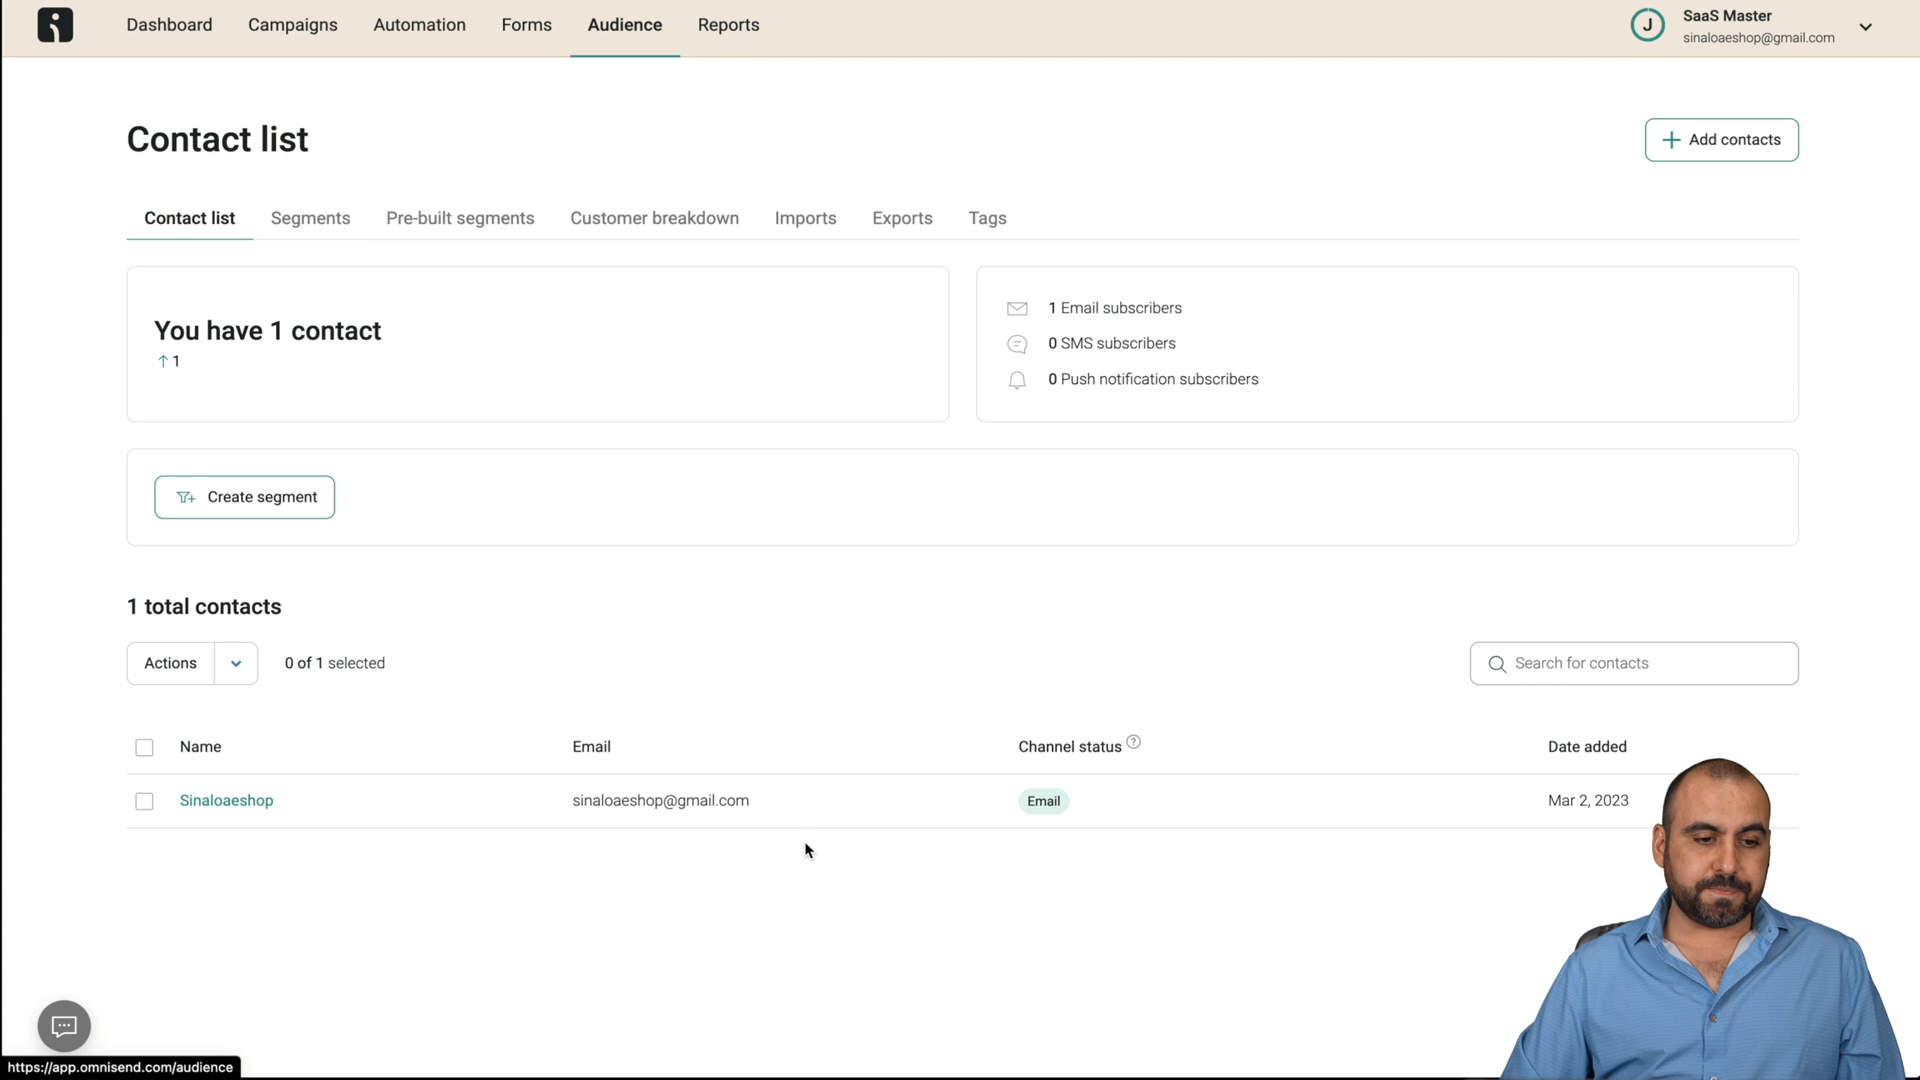 Dashboard Campaigns Automation Forms Audience Reports
J
SaaS Master
sinaloaeshop@gmail.com
Contact list
Add contacts
Contact list Segments Pre-built segments Customer breakdown Imports Exports Tags
You have 1 contact
1
1 Email subscribers
0 SMS subscribers
0 Push notification subscribers
Create segment
1 total contacts
Actions
0 of 1 selected
Search for contacts
Name Email Channel status ? Date added
Sinaloaeshop sinaloaeshop@gmail.com Email Mar 2, 2023
https://app.omnisend.com/audience